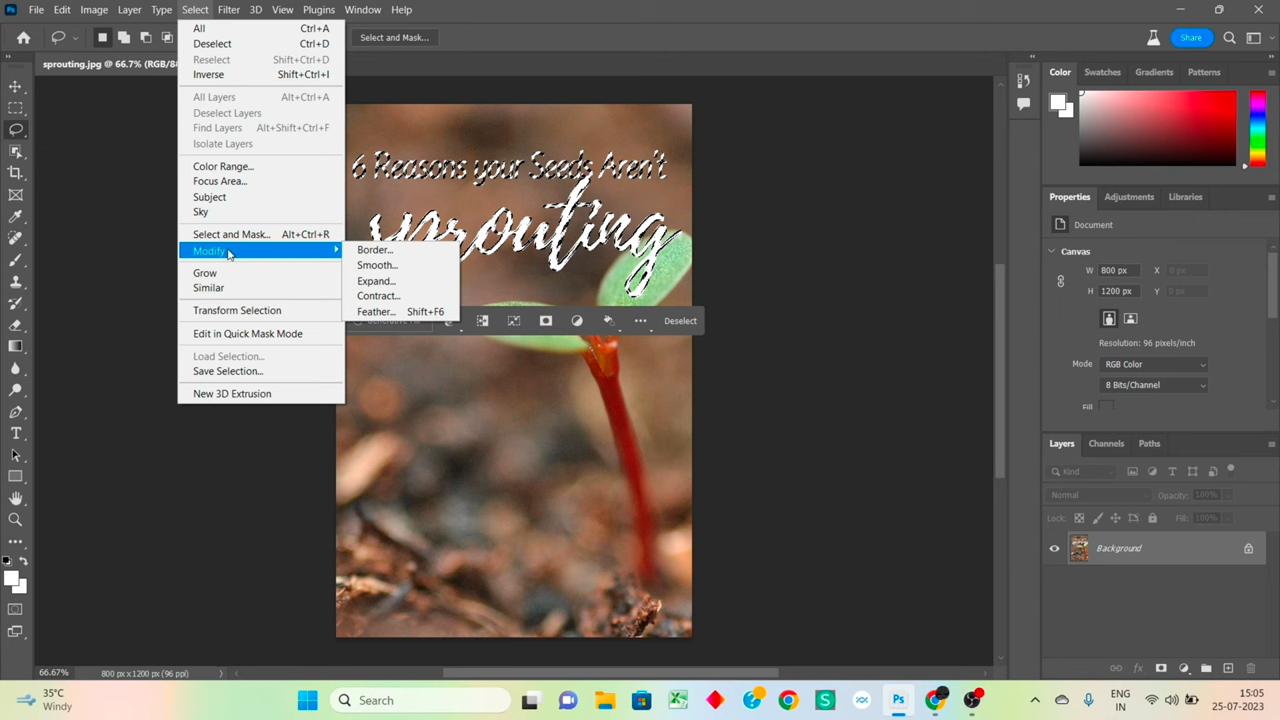 File Edit Image Layer Type Select Filter 3D View Plugins Window Help
Select and Mask... Share
sprouting.jpg @ 66.7% (RGB/8
All Ctrl+A
Deselect Ctrl+D
Reselect Shift+Ctrl+D
Inverse Shift+Ctrl+I
All Layers Alt+Ctrl+A
Deselect Layers
Find Layers Alt+Shift+Ctrl+F
Isolate Layers
Color Range...
Focus Area...
Subject
Sky
Select and Mask... Alt+Ctrl+R
Modify
Grow
Similar
Transform Selection
Edit in Quick Mask Mode
Load Selection...
Save Selection...
New 3D Extrusion
Border...
Smooth...
Expand...
Contract...
Feather... Shift+F6
6 Reasons your Seeds Aren't
sprouting
Deselect
Color Swatches Gradients Patterns
Properties Adjustments Libraries
Document
Canvas
W 800 px X
H 1200 px Y
Resolution: 96 pixels/inch
Mode RGB Color
8 Bits/Channel
Fill
Layers Channels Paths
Kind
Normal Opacity: 100%
Lock: Fill: 100%
Background
66.67% 800 px x 1200 px (96 ppi)
35°C
Windy
Search
Ps
ENG
IN
15:05
25-07-2023